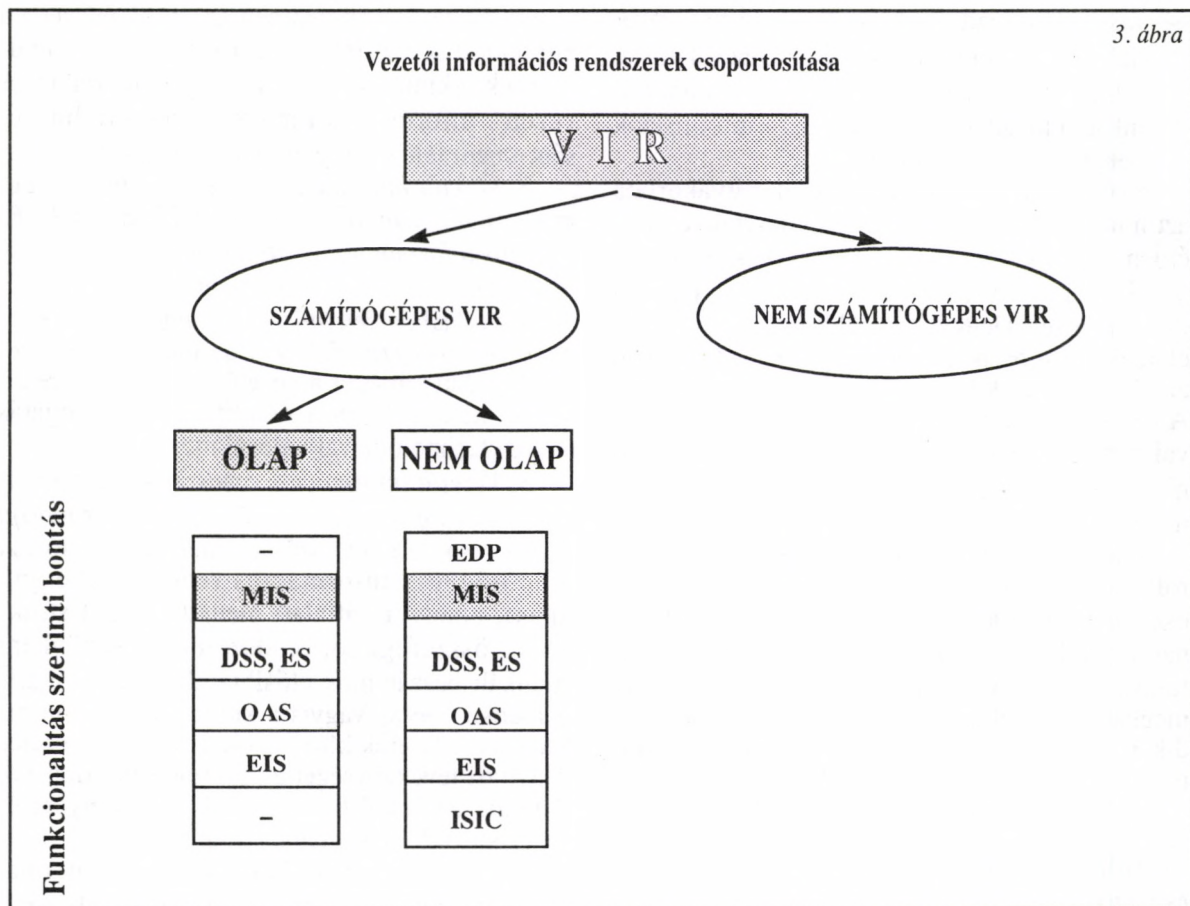 3. ábra
Vezetői információs rendszerek csoportosítása
V I R
SZÁMÍTÓGÉPES VIR
NEM SZÁMÍTÓGÉPES VIR
OLAP
NEM OLAP
Funkcionalitás szerinti bontás
–
MIS
DSS, ES
OAS
EIS
–
EDP
MIS
DSS, ES
OAS
EIS
ISIC